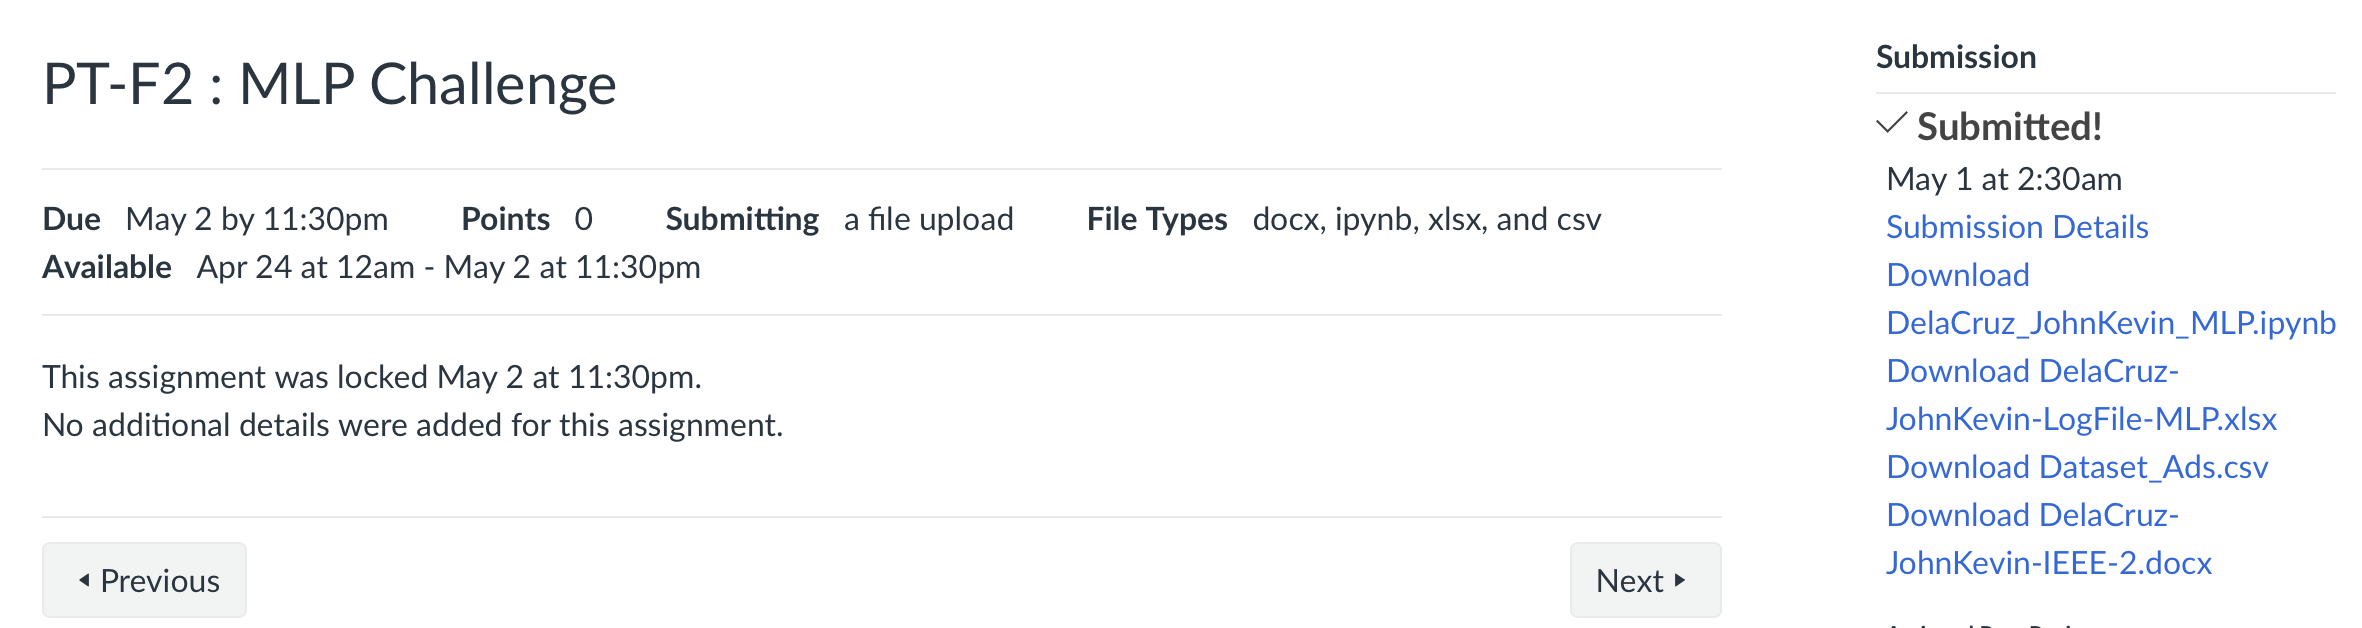 PT-F2 : MLP Challenge
Due May 2 by 11:30pm Points 0 Submitting a file upload File Types docx, ipynb, xlsx, and csv
Available Apr 24 at 12am - May 2 at 11:30pm
This assignment was locked May 2 at 11:30pm.
No additional details were added for this assignment.
Previous
Next
Submission
Submitted!
May 1 at 2:30am
Submission Details
Download
DelaCruz_JohnKevin_MLP.ipynb
Download DelaCruz-
JohnKevin-LogFile-MLP.xlsx
Download Dataset_Ads.csv
Download DelaCruz-
JohnKevin-IEEE-2.docx